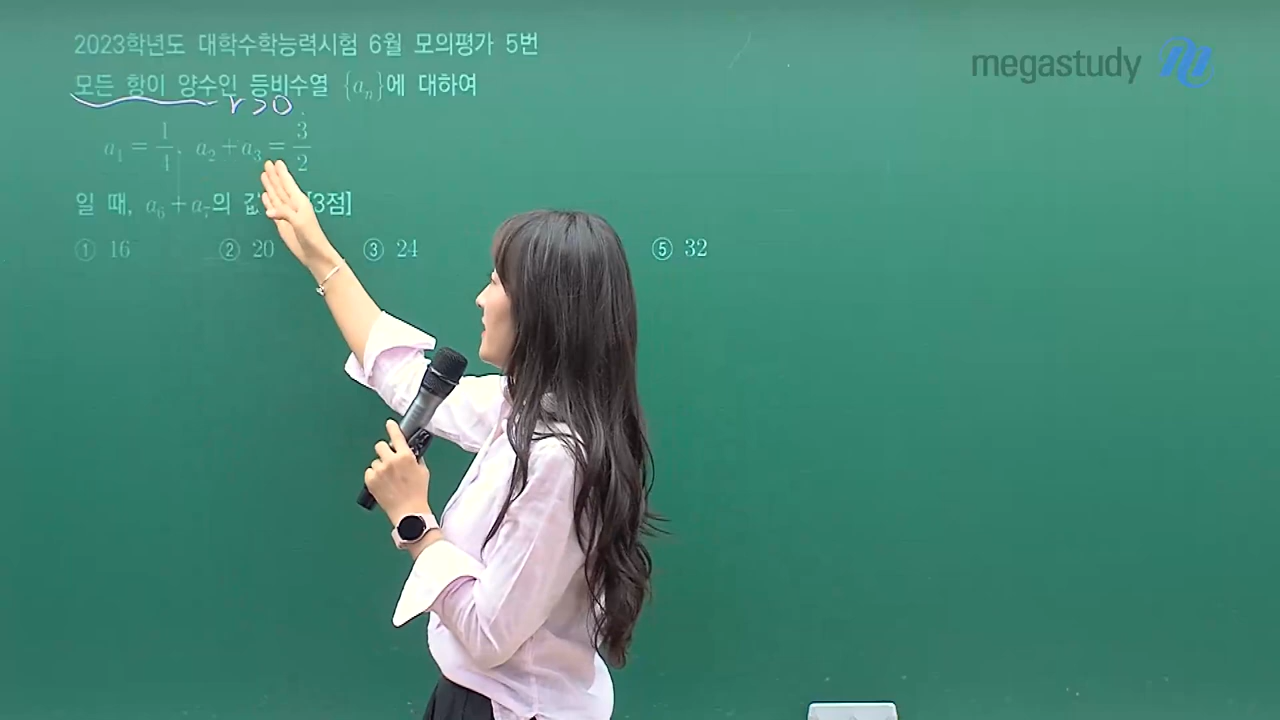 2023학년도 대학수학능력시험 6월 모의평가 5번
megastudy
모든 항이 양수인 등비수열 {aₙ}에 대하여
r>0
a₁ = 1/4, a₂ + a₃ = 3/2
일 때, a₆ + a₇의 [3점]
① 16 ② 20 ③ 24 ⑤ 32